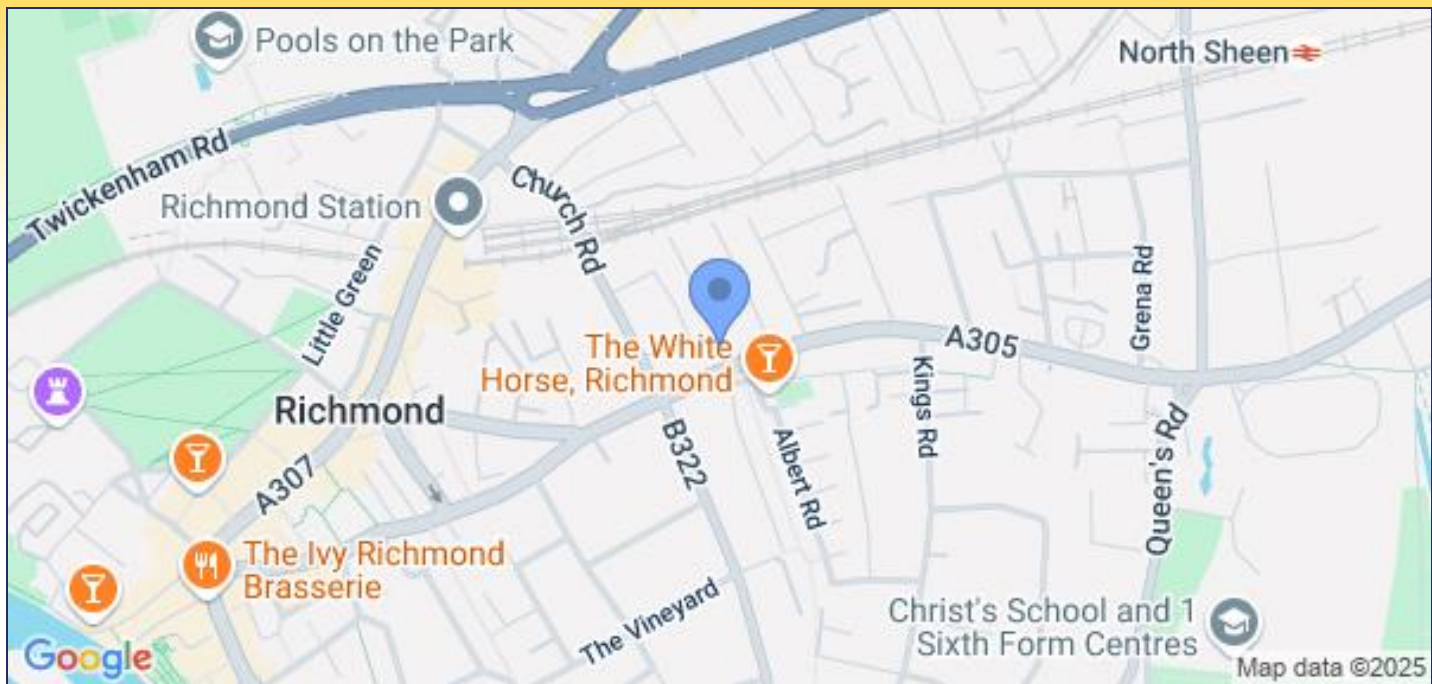 Pools on the Park
North Sheen
Twickenham Rd
Richmond Station
Church Rd
Little Green
Grena Rd
A305
The White
Horse, Richmond
Kings Rd
Richmond
B322
Albert Rd
Queen's Rd
A307
The Ivy Richmond
Brasserie
The Vineyard
Christ's School and 1
Sixth Form Centres
Google
Map data ©2025